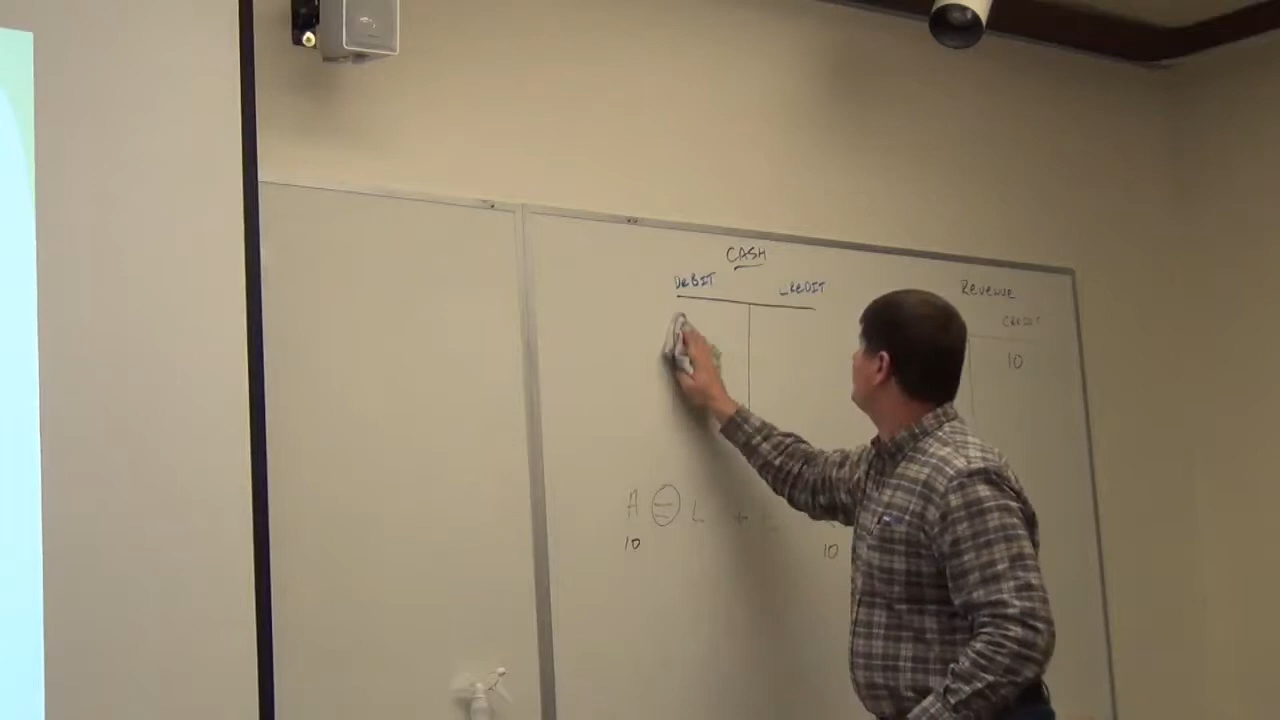 CASH
DeBIT CReDIT
Revenue
CREDIT
10
A = L +
10 10